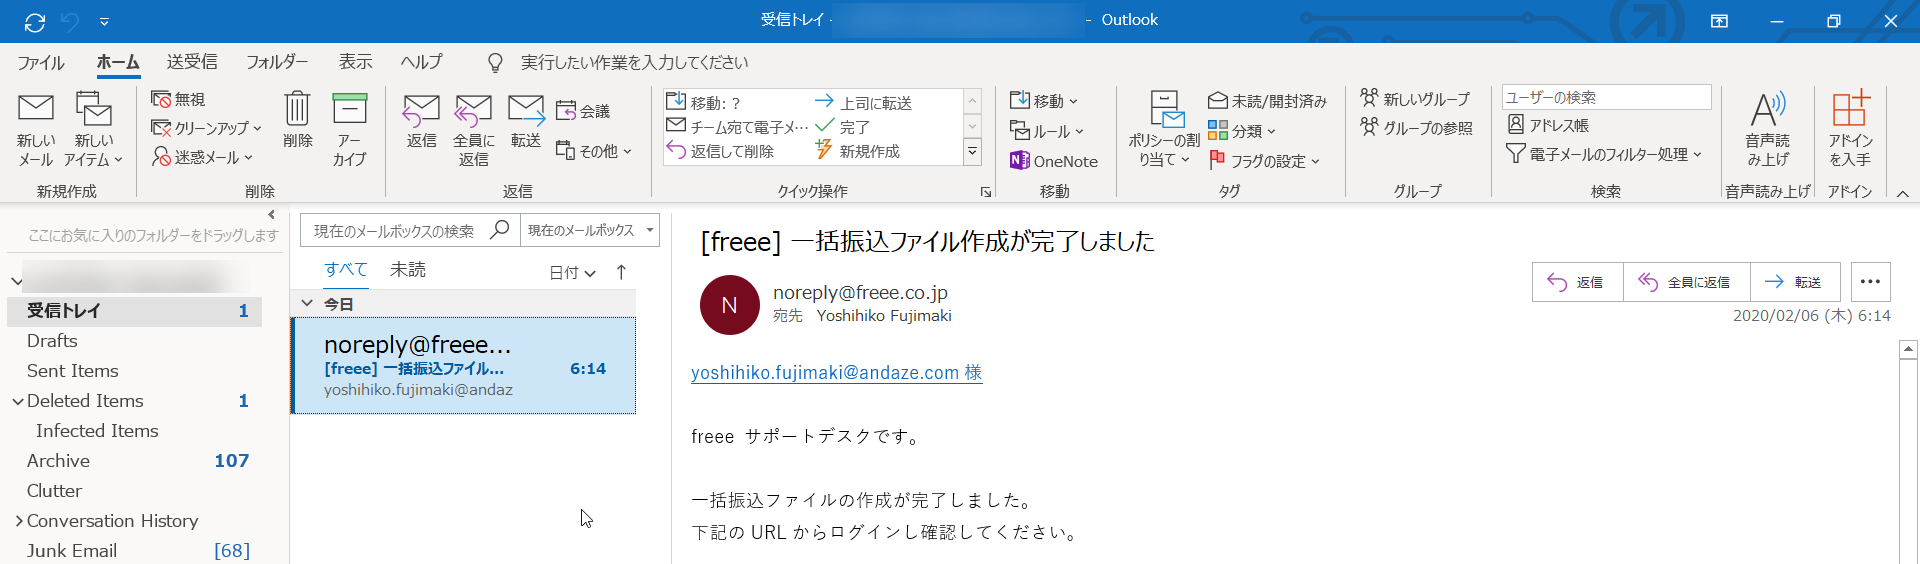 受信トレイ -
- Outlook
ファイル ホーム 送受信 フォルダー 表示 ヘルプ 実行したい作業を入力してください
新しい
メール
新しい
アイテム
新規作成
無視
クリーンアップ
迷惑メール
削除
アー
カイブ
削除
返信
全員に
返信
転送
会議
その他
返信
移動: ?
チーム宛て電子メ…
返信して削除
上司に転送
完了
新規作成
クイック操作
移動
ルール
OneNote
移動
ポリシーの割
り当て
未読/開封済み
分類
フラグの設定
タグ
新しいグループ
グループの参照
グループ
ユーザーの検索
アドレス帳
電子メールのフィルター処理
検索
音声読
み上げ
音声読み上げ
アドイン
を入手
アドイン
ここにお気に入りのフォルダーをドラッグします
受信トレイ 1
Drafts
Sent Items
Deleted Items 1
Infected Items
Archive 107
Clutter
Conversation History
Junk Email [68]
現在のメールボックスの検索 現在のメールボックス
すべて 未読 日付
今日
noreply@freee...
[freee] 一括振込ファイル... 6:14
yoshihiko.fujimaki@andaz
[freee] 一括振込ファイル作成が完了しました
N
noreply@freee.co.jp
宛先 Yoshihiko Fujimaki
返信 全員に返信 転送
2020/02/06 (木) 6:14
yoshihiko.fujimaki@andaze.com 様
freee サポートデスクです。
一括振込ファイルの作成が完了しました。
下記の URL からログインし確認してください。